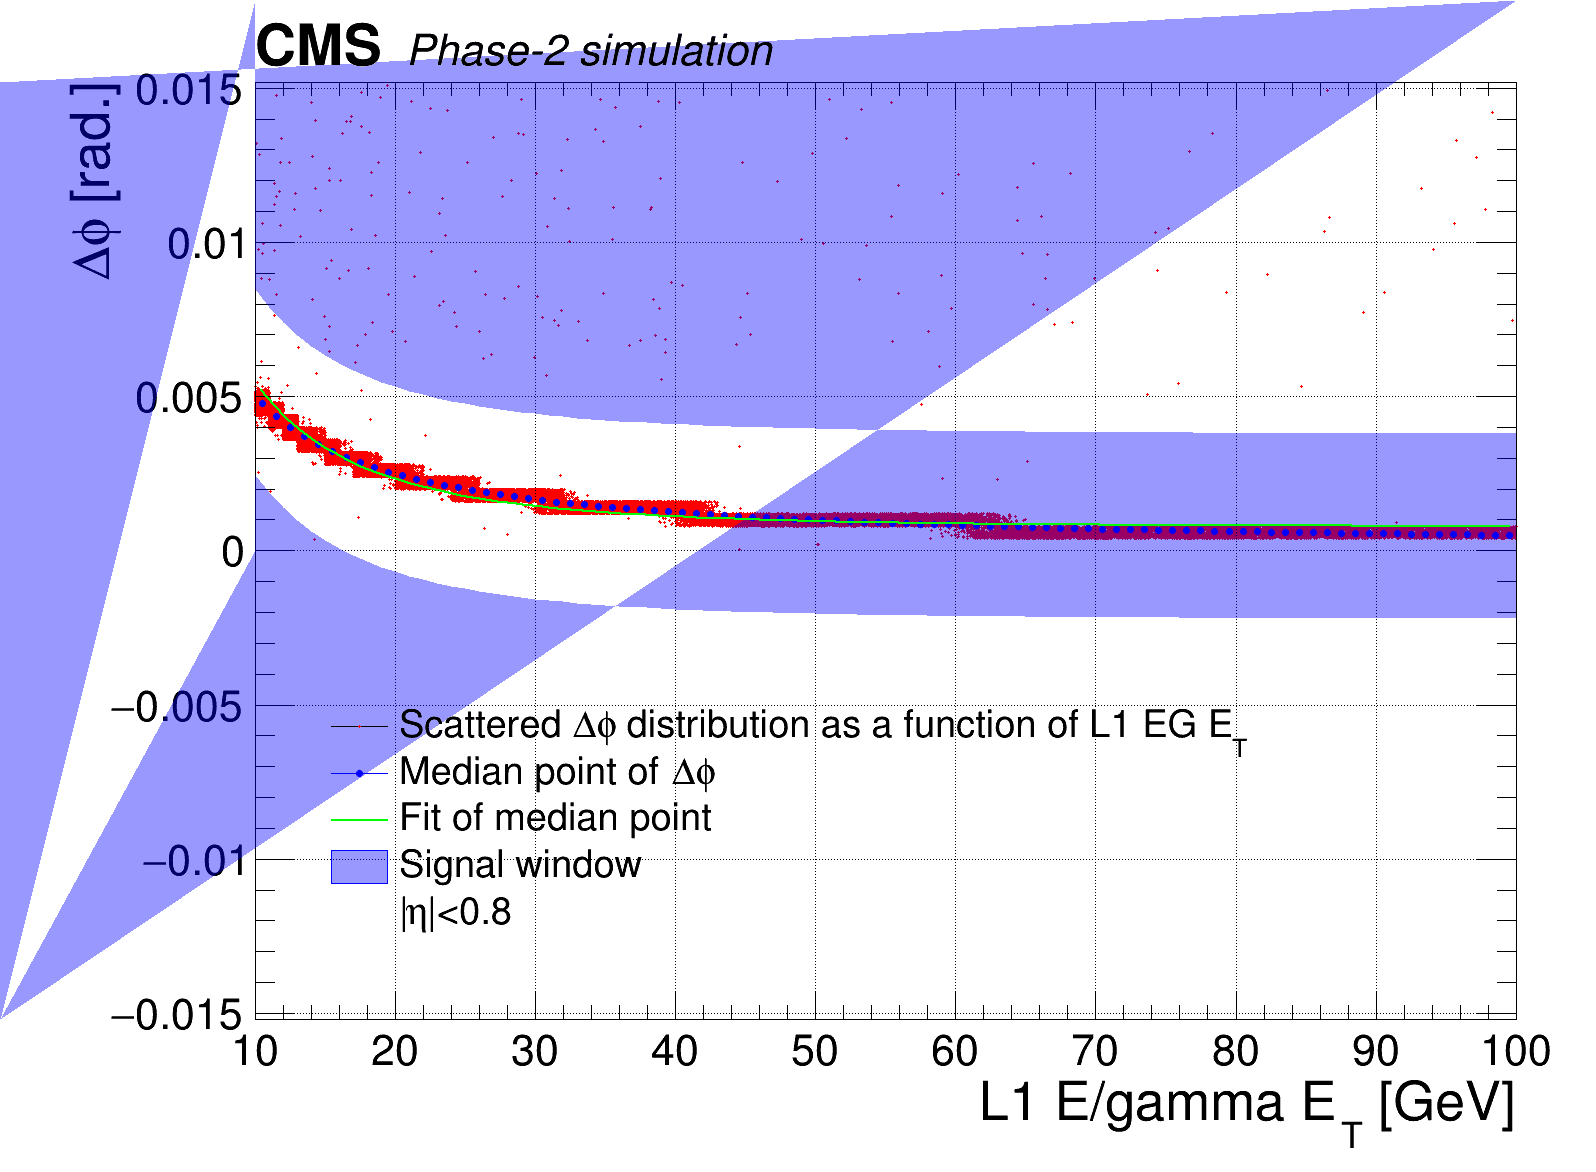 CMS Phase-2 simulation
Δϕ [rad.]
0.015
0.01
0.005
0
−0.005
−0.01
−0.015
Scattered Δϕ distribution as a function of L1 EG E_T
Median point of Δϕ
Fit of median point
Signal window
|η|<0.8
10 20 30 40 50 60 70 80 90 100
L1 E/gamma E_T [GeV]